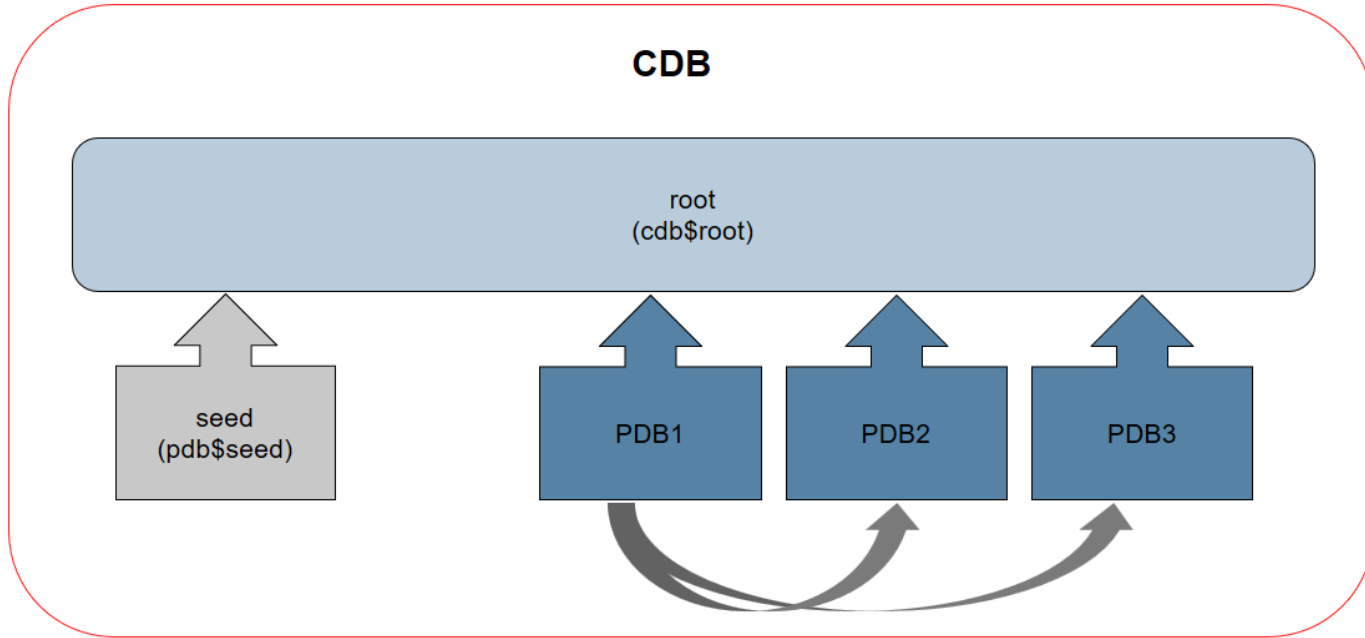 CDB
root
(cdb$root)
seed
(pdb$seed)
PDB1
PDB2
PDB3